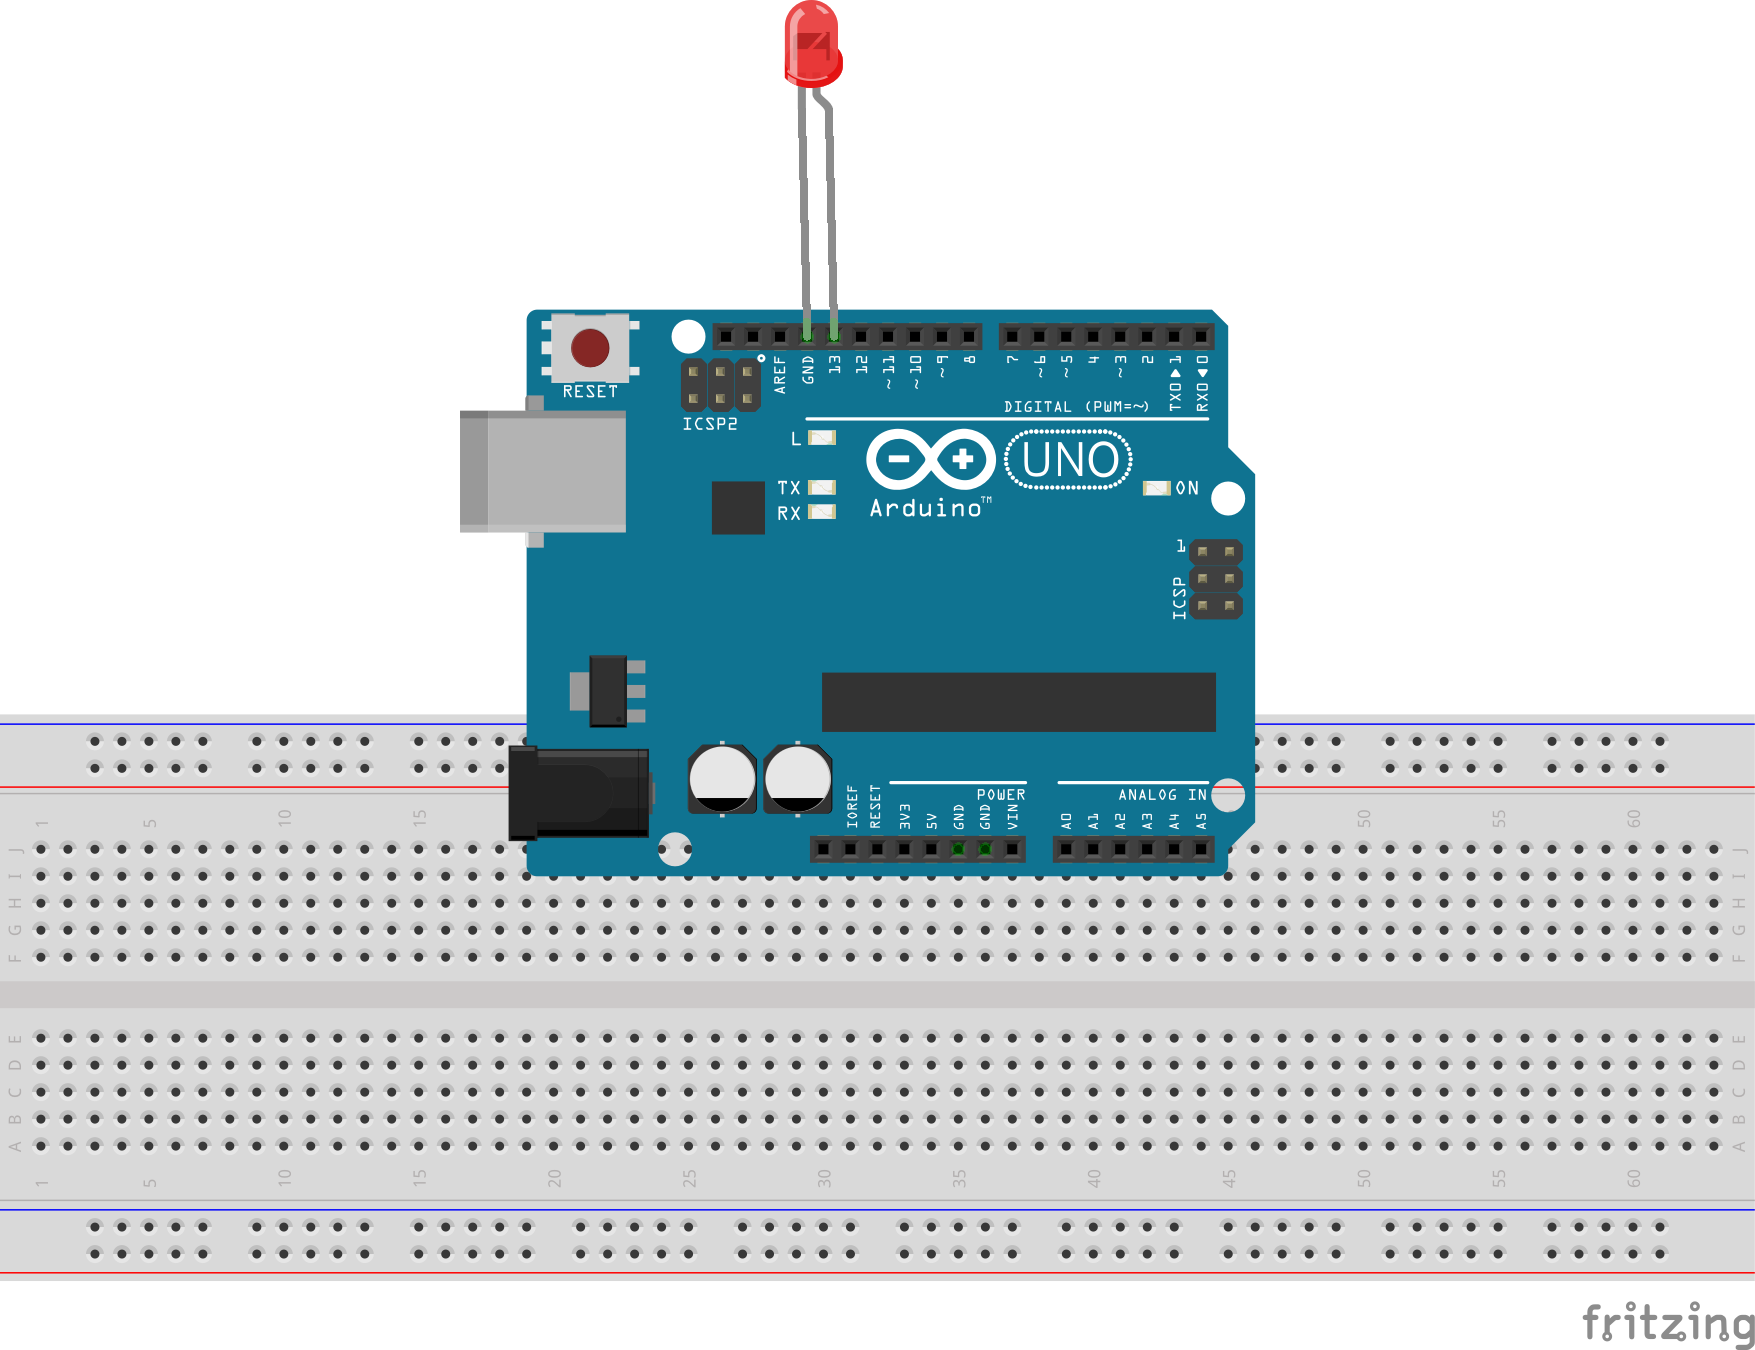 RESET
ICSP2
AREF
GND
13
12
~11
~10
~9
8
7
~6
~5
4
~3
2
TX0 1
RX0 0
DIGITAL (PWM=~)
L
TX
RX
Arduino™
UNO
ON
1
ICSP
IOREF
RESET
3V3
5V
GND
GND
VIN
POWER
A0
A1
A2
A3
A4
A5
ANALOG IN
1 5 10 15 50 55 60
J J
I I
H H
G G
F F
E E
D D
C C
B B
A A
1 5 10 15 20 25 30 35 40 45 50 55 60
fritzing